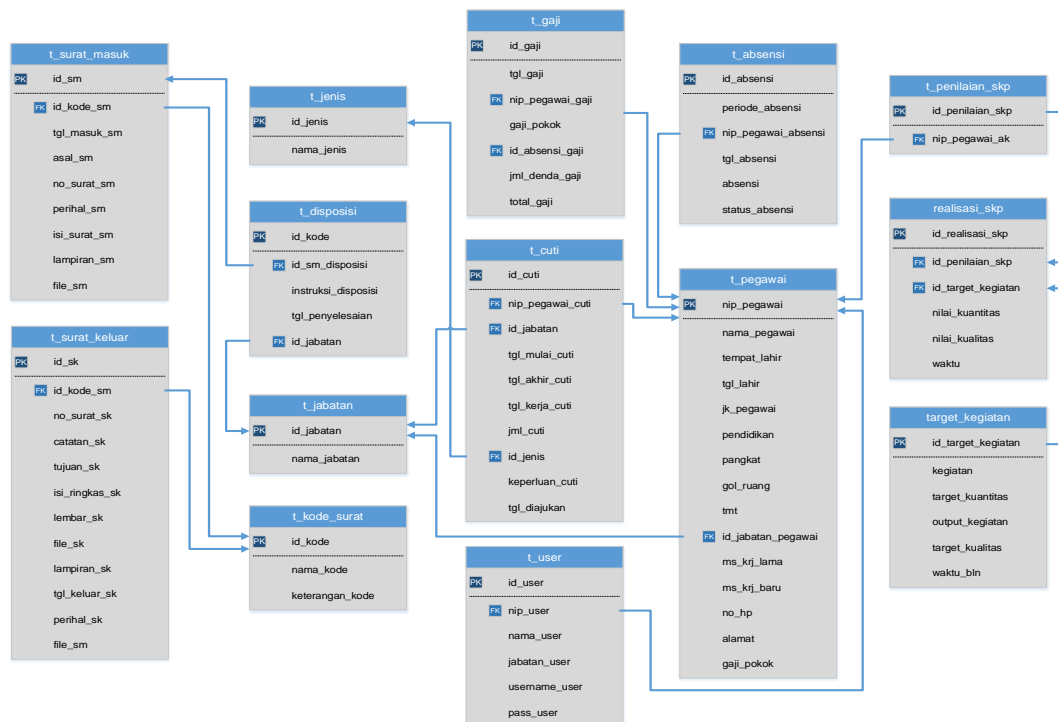 t_surat_masuk
PK id_sm
FK id_kode_sm
tgl_masuk_sm
asal_sm
no_surat_sm
perihal_sm
isi_surat_sm
lampiran_sm
file_sm
t_surat_keluar
PK id_sk
FK id_kode_sm
no_surat_sk
catatan_sk
tujuan_sk
isi_ringkas_sk
lembar_sk
file_sk
lampiran_sk
tgl_keluar_sk
perihal_sk
file_sm
t_jenis
PK id_jenis
nama_jenis
t_disposisi
PK id_kode
FK id_sm_disposisi
instruksi_disposisi
tgl_penyelesaian
FK id_jabatan
t_jabatan
PK id_jabatan
nama_jabatan
t_kode_surat
PK id_kode
nama_kode
keterangan_kode
t_gaji
PK id_gaji
tgl_gaji
FK nip_pegawai_gaji
gaji_pokok
FK id_absensi_gaji
jml_denda_gaji
total_gaji
t_cuti
PK id_cuti
FK nip_pegawai_cuti
FK id_jabatan
tgl_mulai_cuti
tgl_akhir_cuti
tgl_kerja_cuti
jml_cuti
FK id_jenis
keperluan_cuti
tgl_diajukan
t_user
PK id_user
FK nip_user
nama_user
jabatan_user
username_user
pass_user
t_absensi
PK id_absensi
periode_absensi
FK nip_pegawai_absensi
tgl_absensi
absensi
status_absensi
t_pegawai
PK nip_pegawai
nama_pegawai
tempat_lahir
tgl_lahir
jk_pegawai
pendidikan
pangkat
gol_ruang
tmt
FK id_jabatan_pegawai
ms_krj_lama
ms_krj_baru
no_hp
alamat
gaji_pokok
t_penilaian_skp
PK id_penilaian_skp
FK nip_pegawai_ak
realisasi_skp
PK id_realisasi_skp
FK id_penilaian_skp
FK id_target_kegiatan
nilai_kuantitas
nilai_kualitas
waktu
target_kegiatan
PK id_target_kegiatan
kegiatan
target_kuantitas
output_kegiatan
target_kualitas
waktu_bln